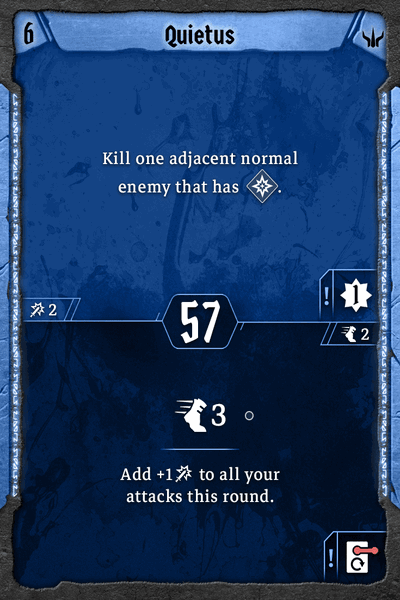 6
Quietus
Kill one adjacent normal
enemy that has .
! 1
2
57
2
3
Add +1 to all your
attacks this round.
!